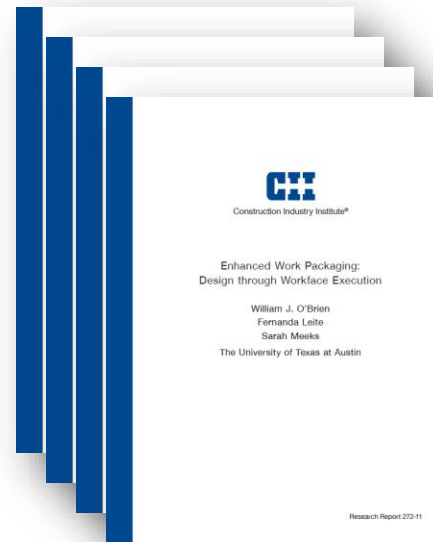 CII
Construction Industry Institute®
Enhanced Work Packaging:
Design through Workface Execution
William J. O'Brien
Fernanda Leite
Sarah Meeks
The University of Texas at Austin
Research Report 272-11